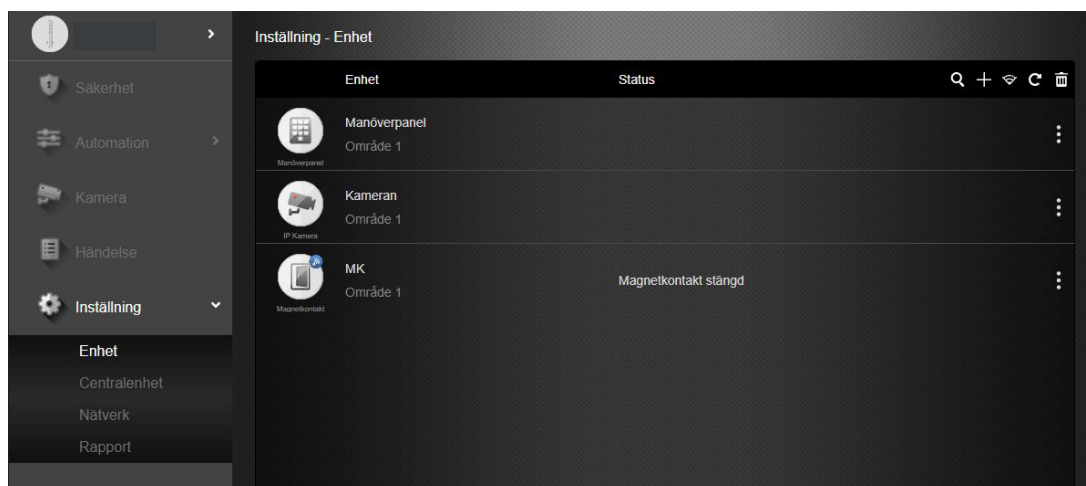 Inställning - Enhet
Säkerhet
Automation
Kamera
Händelse
Inställning
Enhet
Centralenhet
Nätverk
Rapport
Enhet Status
Manöverpanel
Område 1
Manöverpanel
Kameran
Område 1
IP Kamera
MK
Område 1
Magnetkontakt stängd
Magnetkontakt